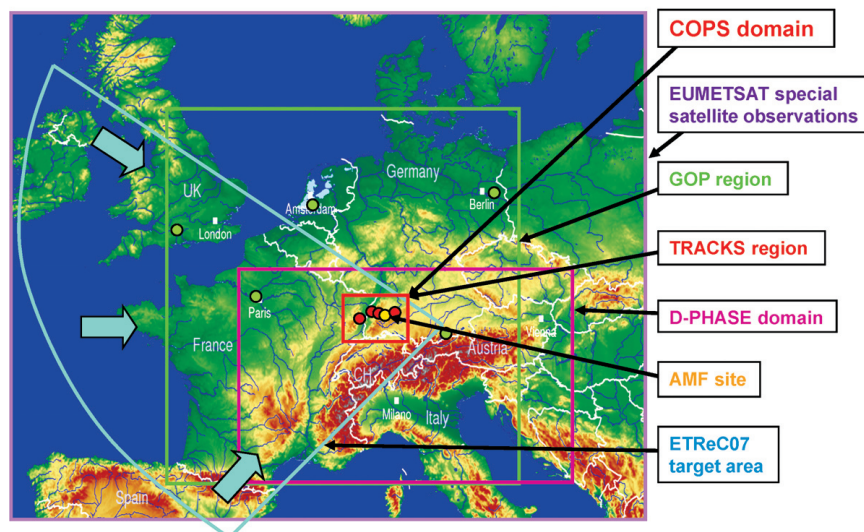 COPS domain
EUMETSAT special
satellite observations
GOP region
TRACKS region
D-PHASE domain
AMF site
ETReC07
target area
UK
London
Amsterdam
Germany
Berlin
Paris
France
CH
Austria
Vienna
Milano
Italy
Spain